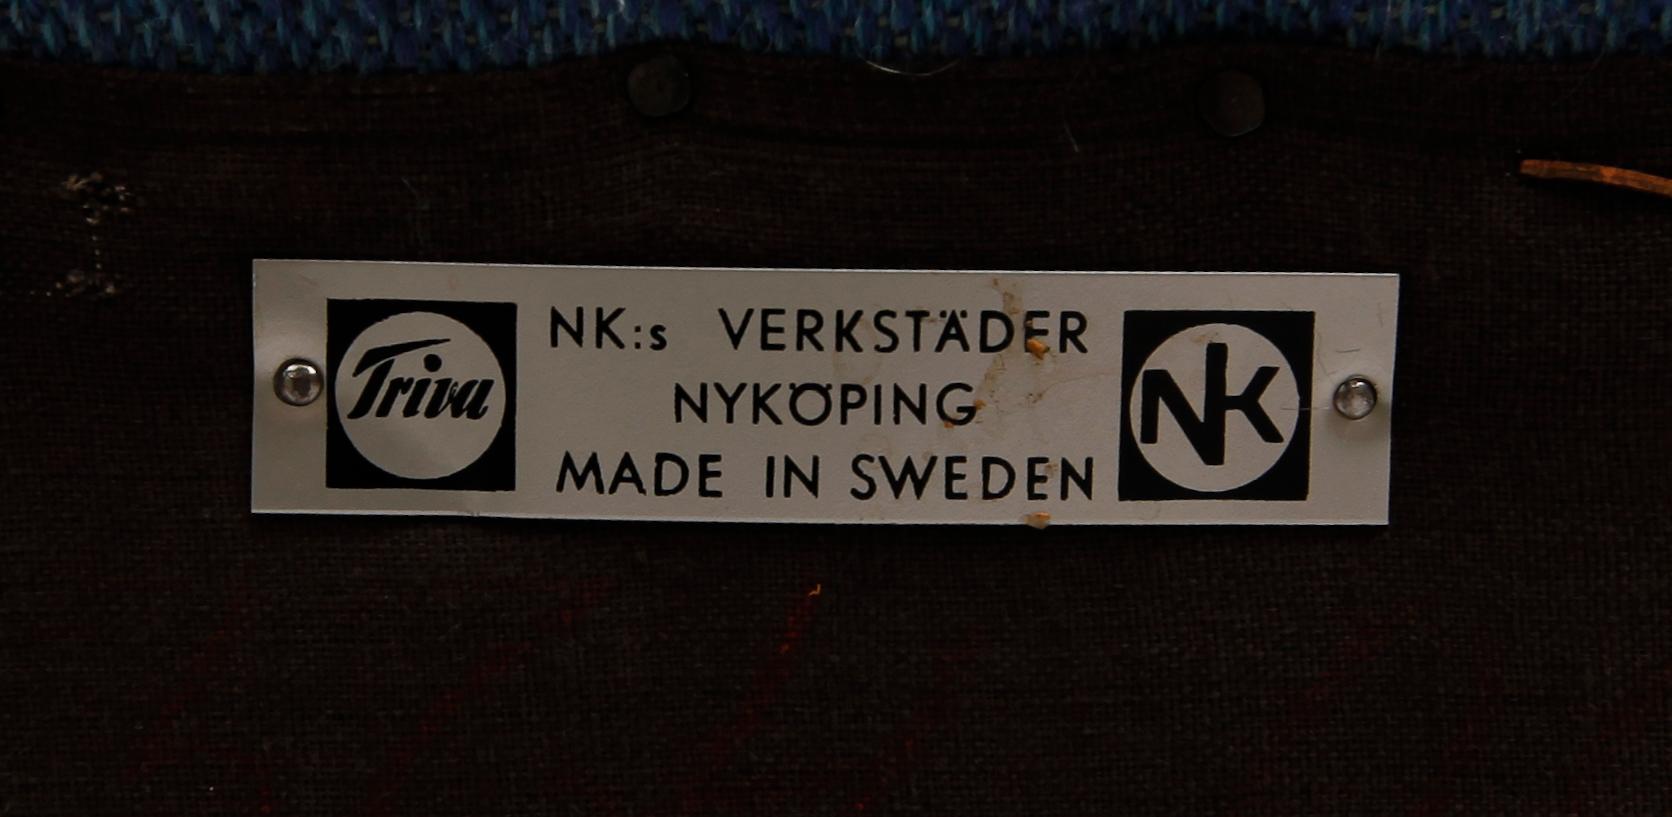 Triva
NK:s VERKSTÄDER
NYKÖPING
MADE IN SWEDEN
NK